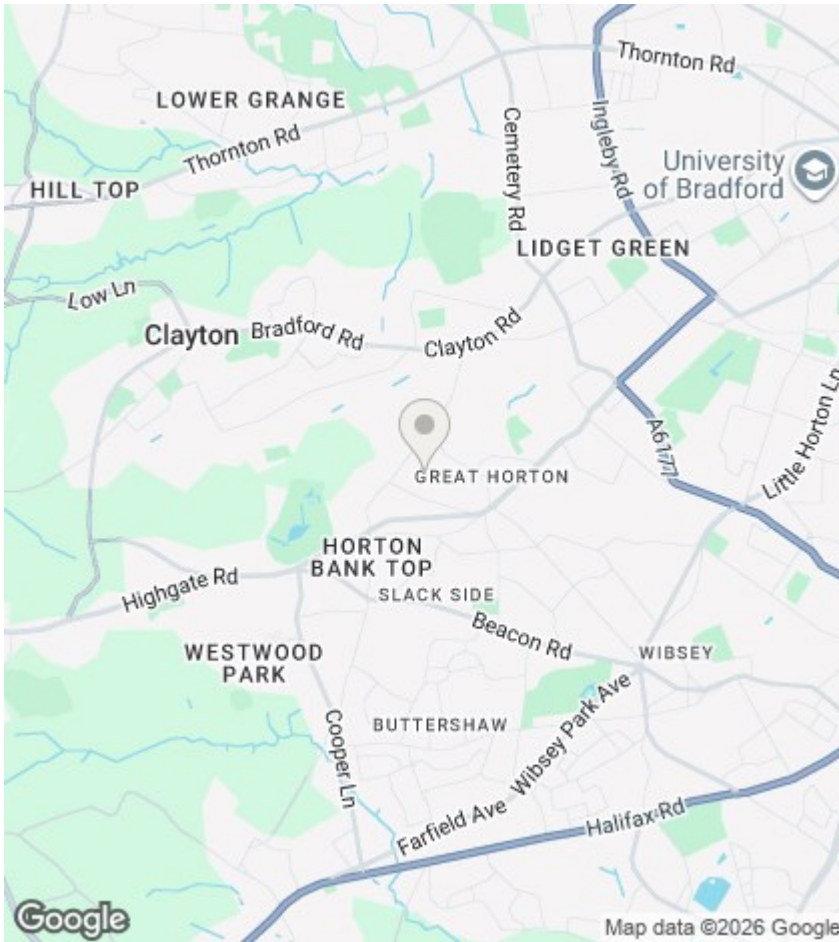 Thornton Rd
LOWER GRANGE
Thornton Rd
Cemetery Rd
Ingleby Rd
University
of Bradford
HILL TOP
LIDGET GREEN
Low Ln
Clayton
Bradford Rd
Clayton Rd
Little Horton Ln
A6177
GREAT HORTON
HORTON
BANK TOP
Highgate Rd
SLACK SIDE
Beacon Rd
WIBSEY
WESTWOOD
PARK
Cooper Ln
BUTTERSHAW
Wibsey Park Ave
Farfield Ave
Halifax Rd
Google
Map data ©2026 Google